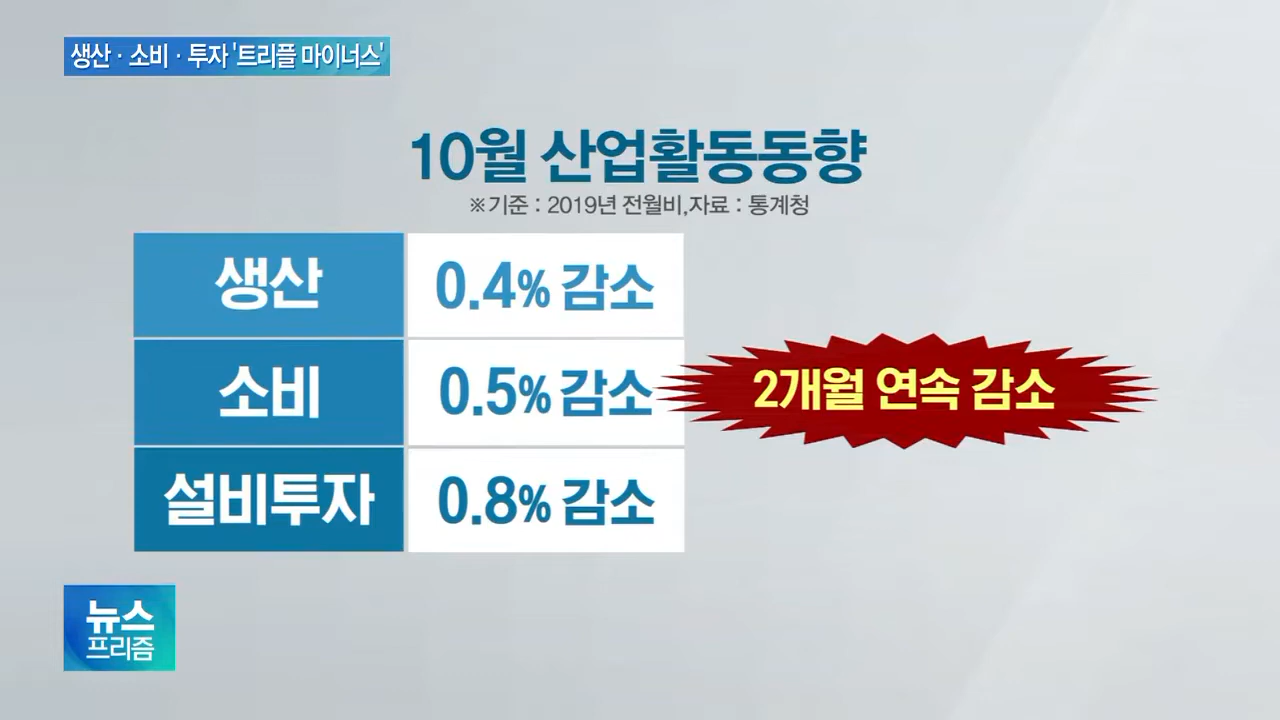 생산·소비·투자 '트리플 마이너스'
10월 산업활동동향
※기준 : 2019년 전월비,자료 : 통계청
생산 0.4% 감소
소비 0.5% 감소 2개월 연속 감소
설비투자 0.8% 감소
뉴스
프리즘